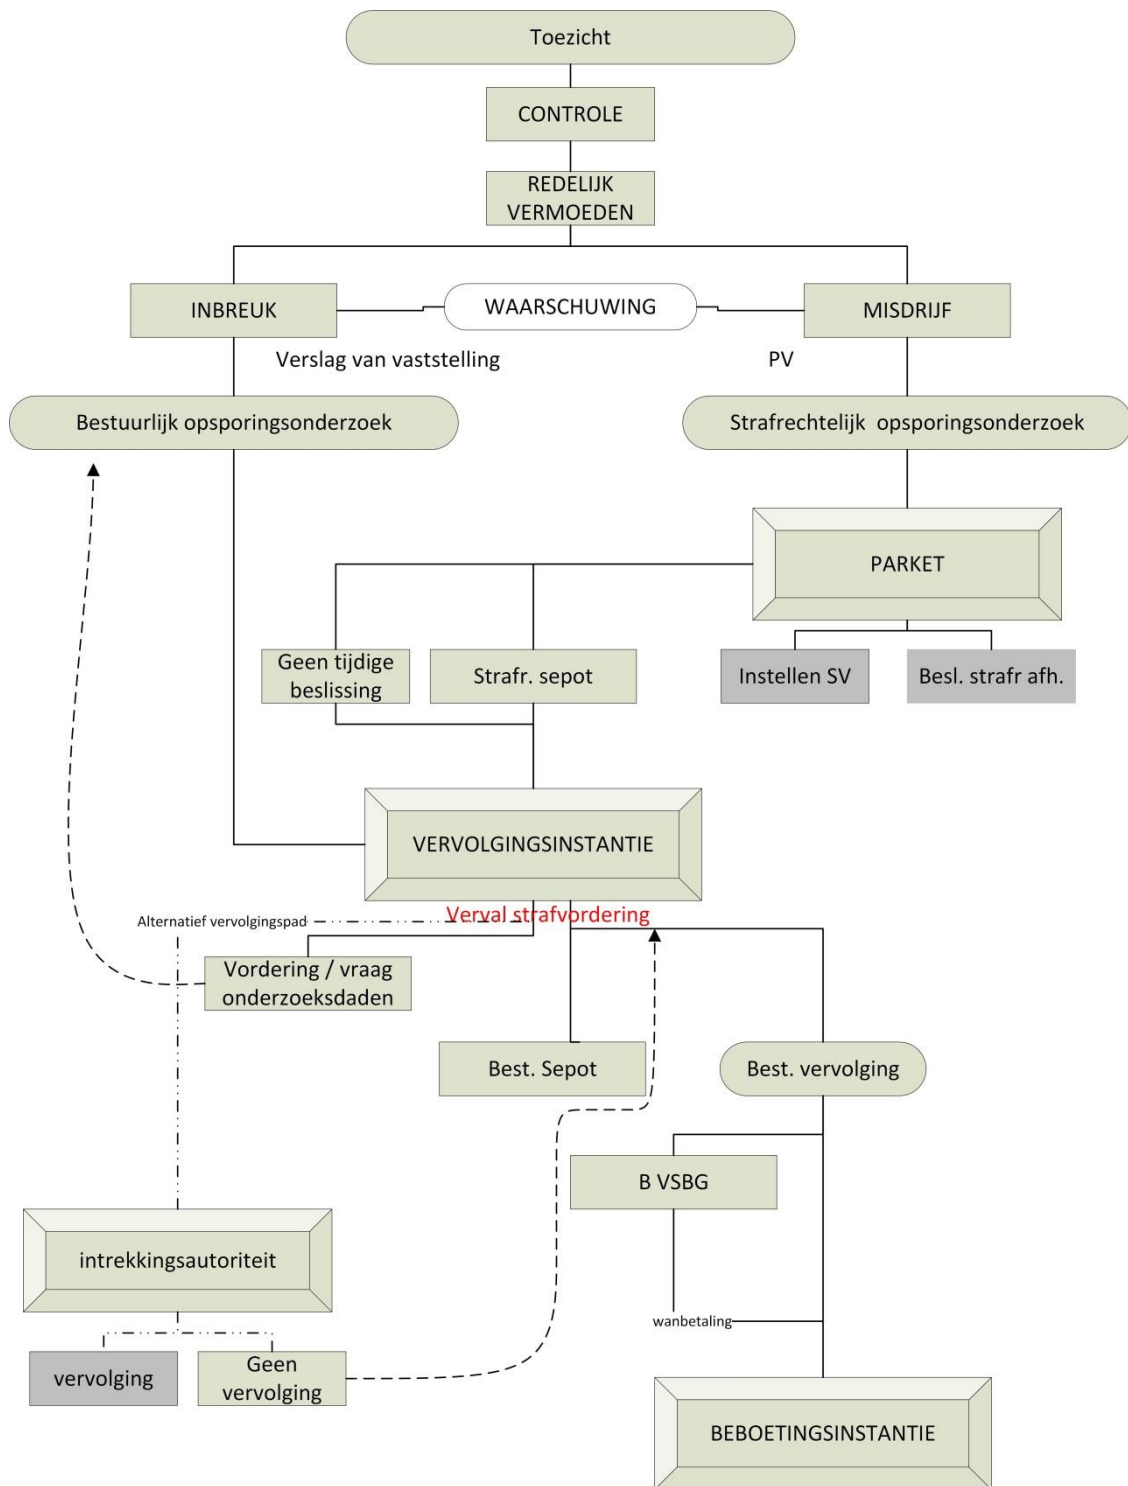 Toezicht
CONTROLE
REDELIJK
VERMOEDEN
INBREUK
WAARSCHUWING
MISDRIJF
Verslag van vaststelling
PV
Bestuurlijk opsporingsonderzoek
Strafrechtelijk opsporingsonderzoek
PARKET
Geen tijdige
beslissing
Strafr. sepot
Instellen SV
Besl. strafr afh.
VERVOLGINGSINSTANTIE
Verval strafvordering
Alternatief vervolgingspad
Vordering / vraag
onderzoeksdaden
Best. Sepot
Best. vervolging
B VSBG
intrekkingsautoriteit
wanbetaling
vervolging
Geen
vervolging
BEBOETINGSINSTANTIE